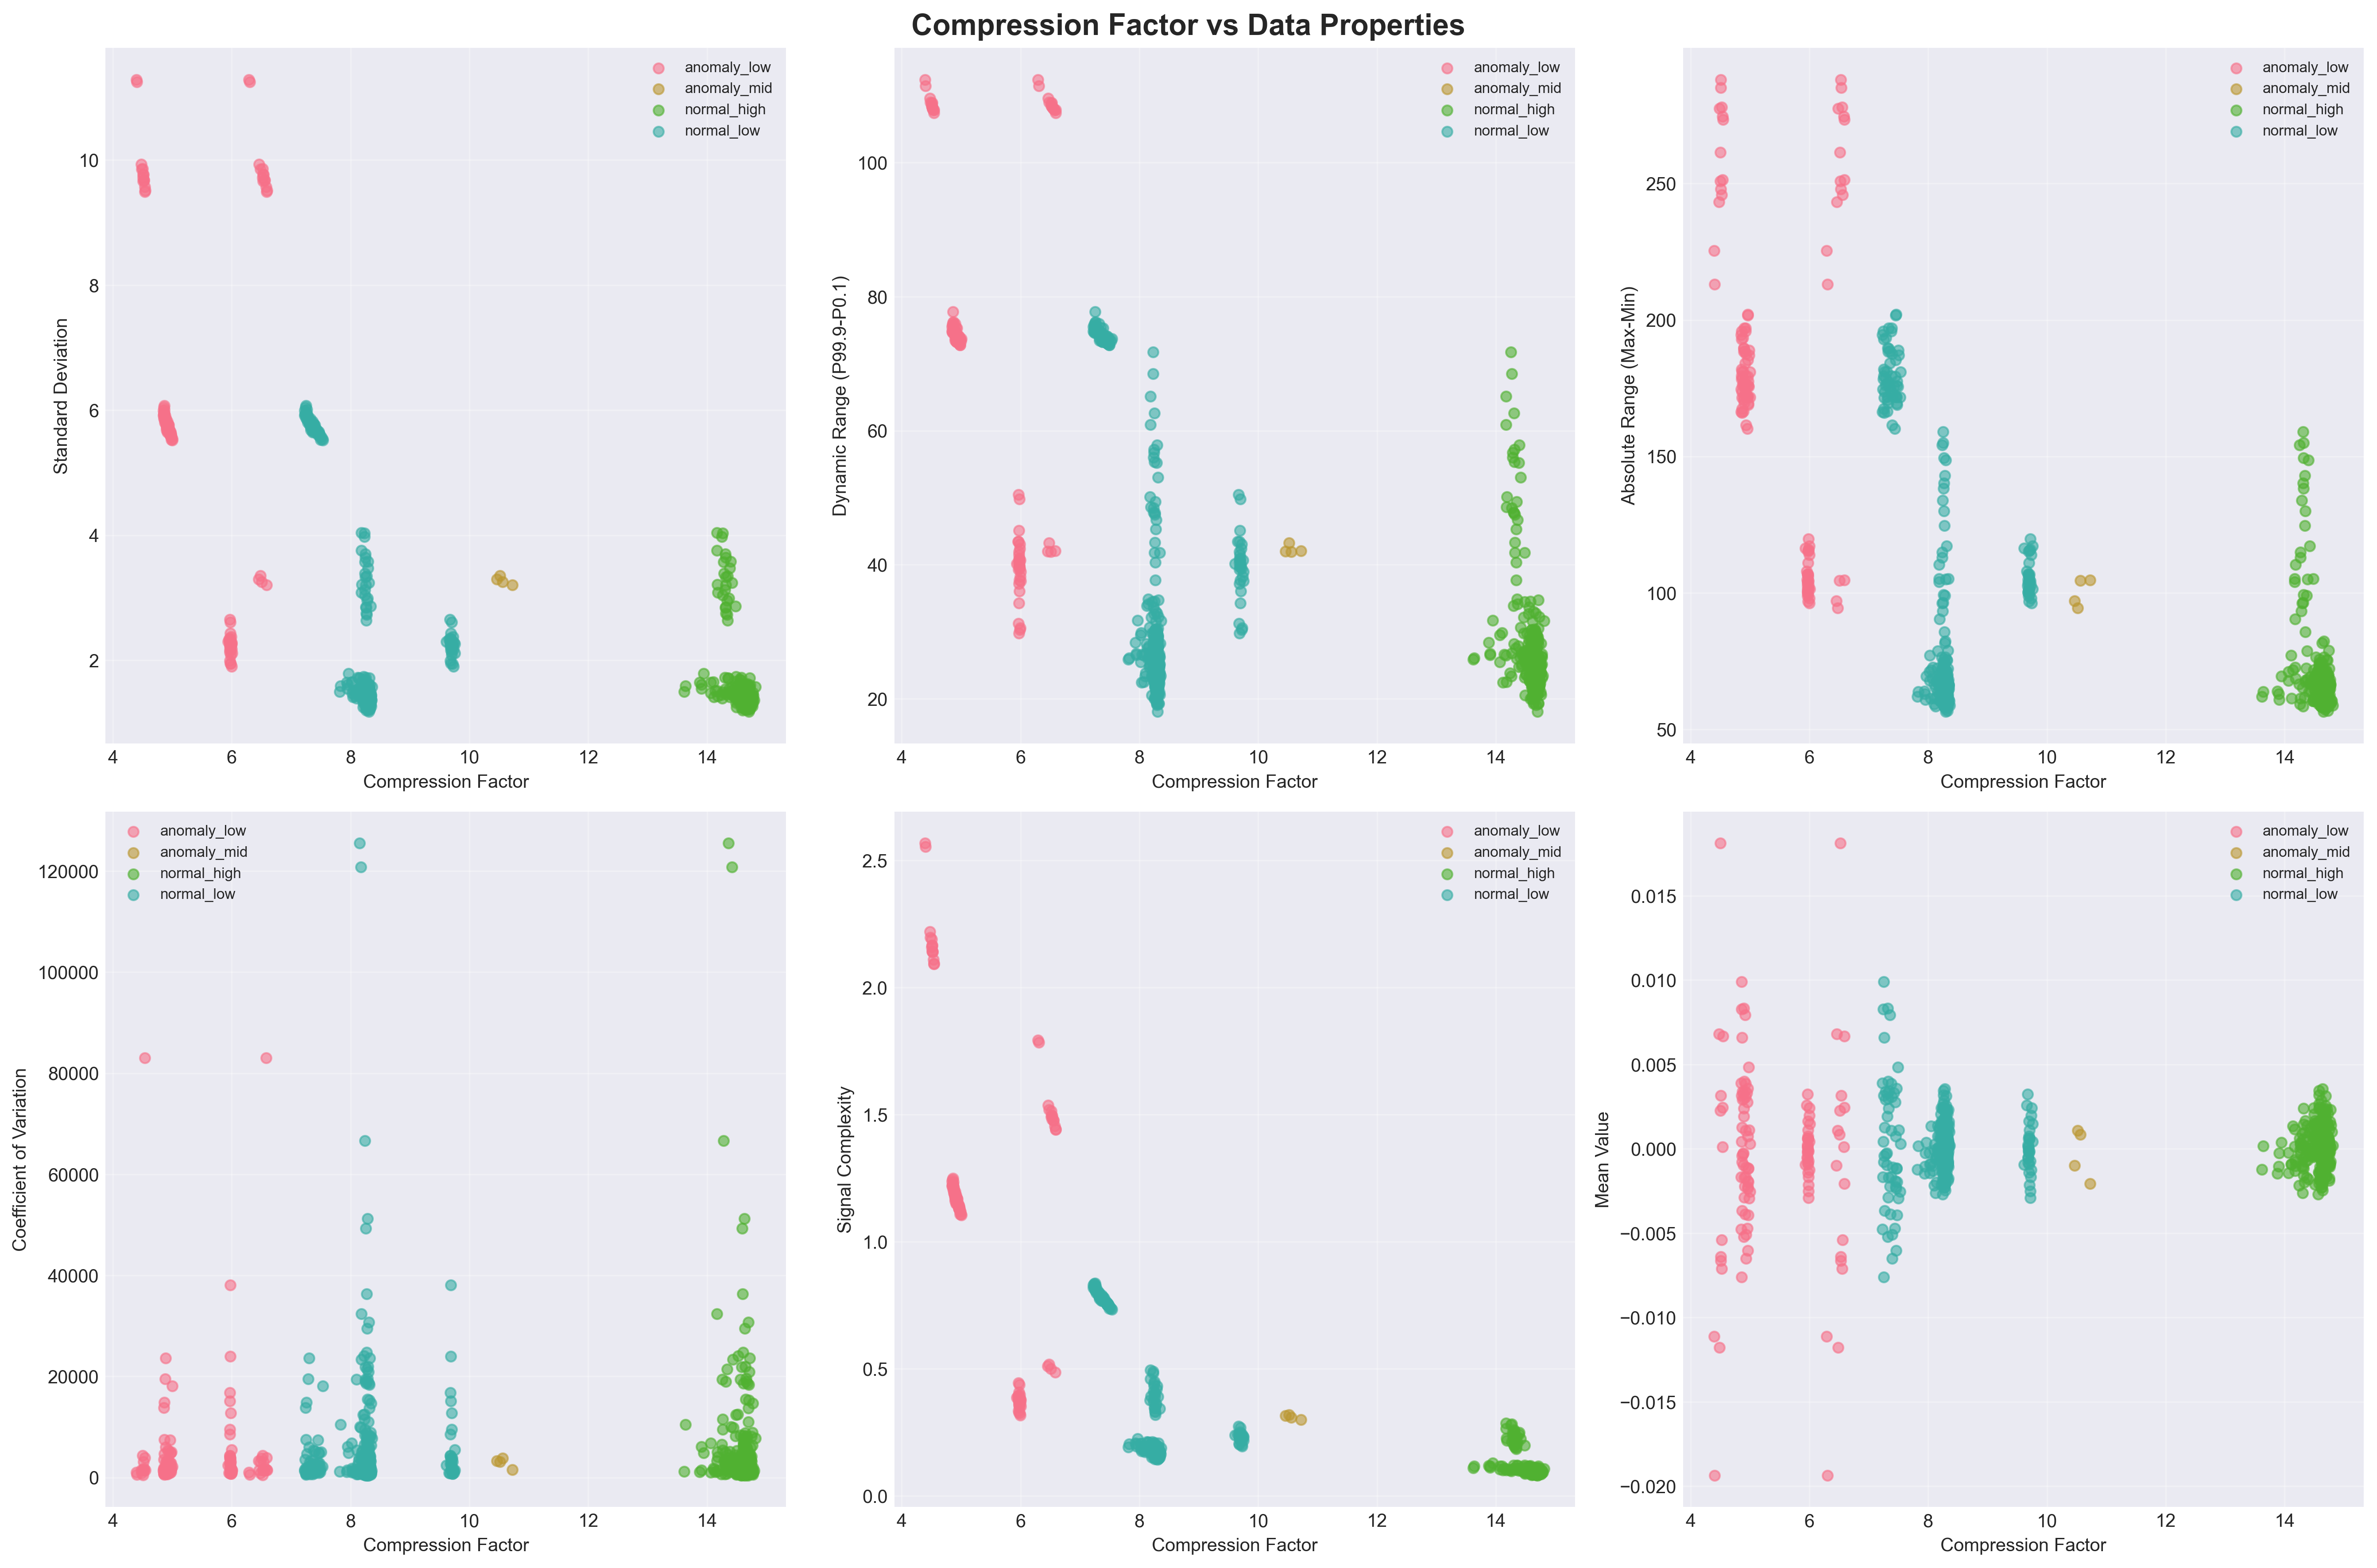 Compression Factor vs Data Properties
anomaly_low
anomaly_mid
normal_high
normal_low
Standard Deviation
10
8
6
4
2
4
6
8
10
12
14
Compression Factor
anomaly_low
anomaly_mid
normal_high
normal_low
Dynamic Range (P99.9-P0.1)
100
80
60
40
20
4
6
8
10
12
14
Compression Factor
anomaly_low
anomaly_mid
normal_high
normal_low
Absolute Range (Max-Min)
250
200
150
100
50
4
6
8
10
12
14
Compression Factor
anomaly_low
anomaly_mid
normal_high
normal_low
Coefficient of Variation
120000
100000
80000
60000
40000
20000
0
4
6
8
10
12
14
Compression Factor
anomaly_low
anomaly_mid
normal_high
normal_low
Signal Complexity
2.5
2.0
1.5
1.0
0.5
0.0
4
6
8
10
12
14
Compression Factor
anomaly_low
anomaly_mid
normal_high
normal_low
Mean Value
0.015
0.010
0.005
0.000
−0.005
−0.010
−0.015
−0.020
4
6
8
10
12
14
Compression Factor